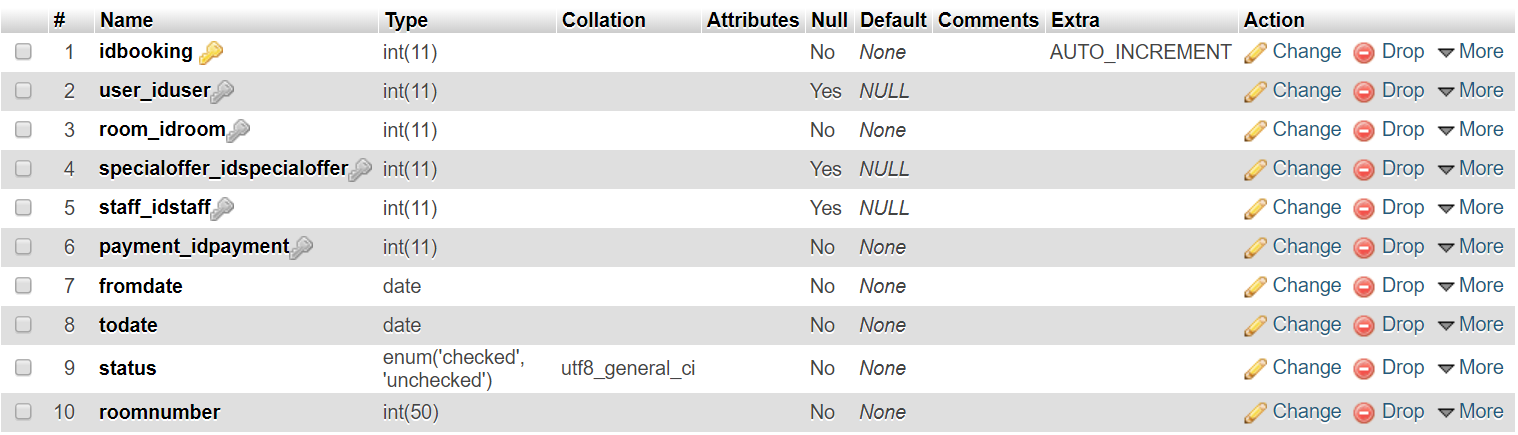 # Name Type Collation Attributes Null Default Comments Extra Action
1 idbooking int(11) No None AUTO_INCREMENT Change Drop More
2 user_iduser int(11) Yes NULL Change Drop More
3 room_idroom int(11) No None Change Drop More
4 specialoffer_idspecialoffer int(11) Yes NULL Change Drop More
5 staff_idstaff int(11) Yes NULL Change Drop More
6 payment_idpayment int(11) No None Change Drop More
7 fromdate date No None Change Drop More
8 todate date No None Change Drop More
9 status enum('checked', 'unchecked') utf8_general_ci No None Change Drop More
10 roomnumber int(50) No None Change Drop More